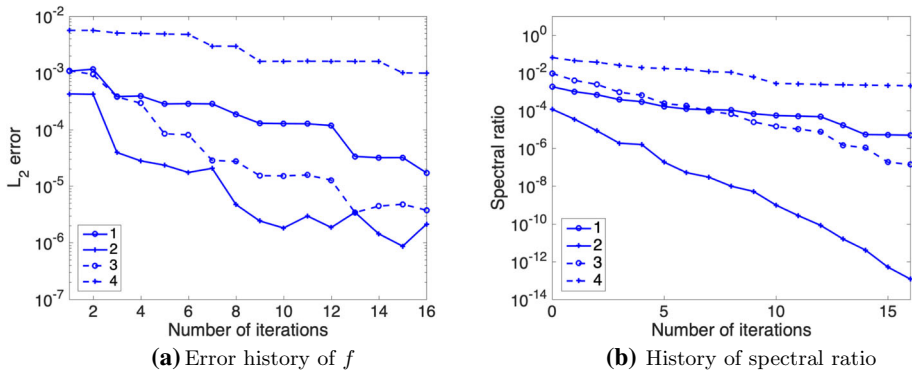 10^-2
10^-3
10^-4
10^-5
10^-6
10^-7
L_2 error
1
2
3
4
2 4 6 8 10 12 14 16
Number of iterations
(a) Error history of f
10^0
10^-2
10^-4
10^-6
10^-8
10^-10
10^-12
10^-14
Spectral ratio
1
2
3
4
0 5 10 15
Number of iterations
(b) History of spectral ratio